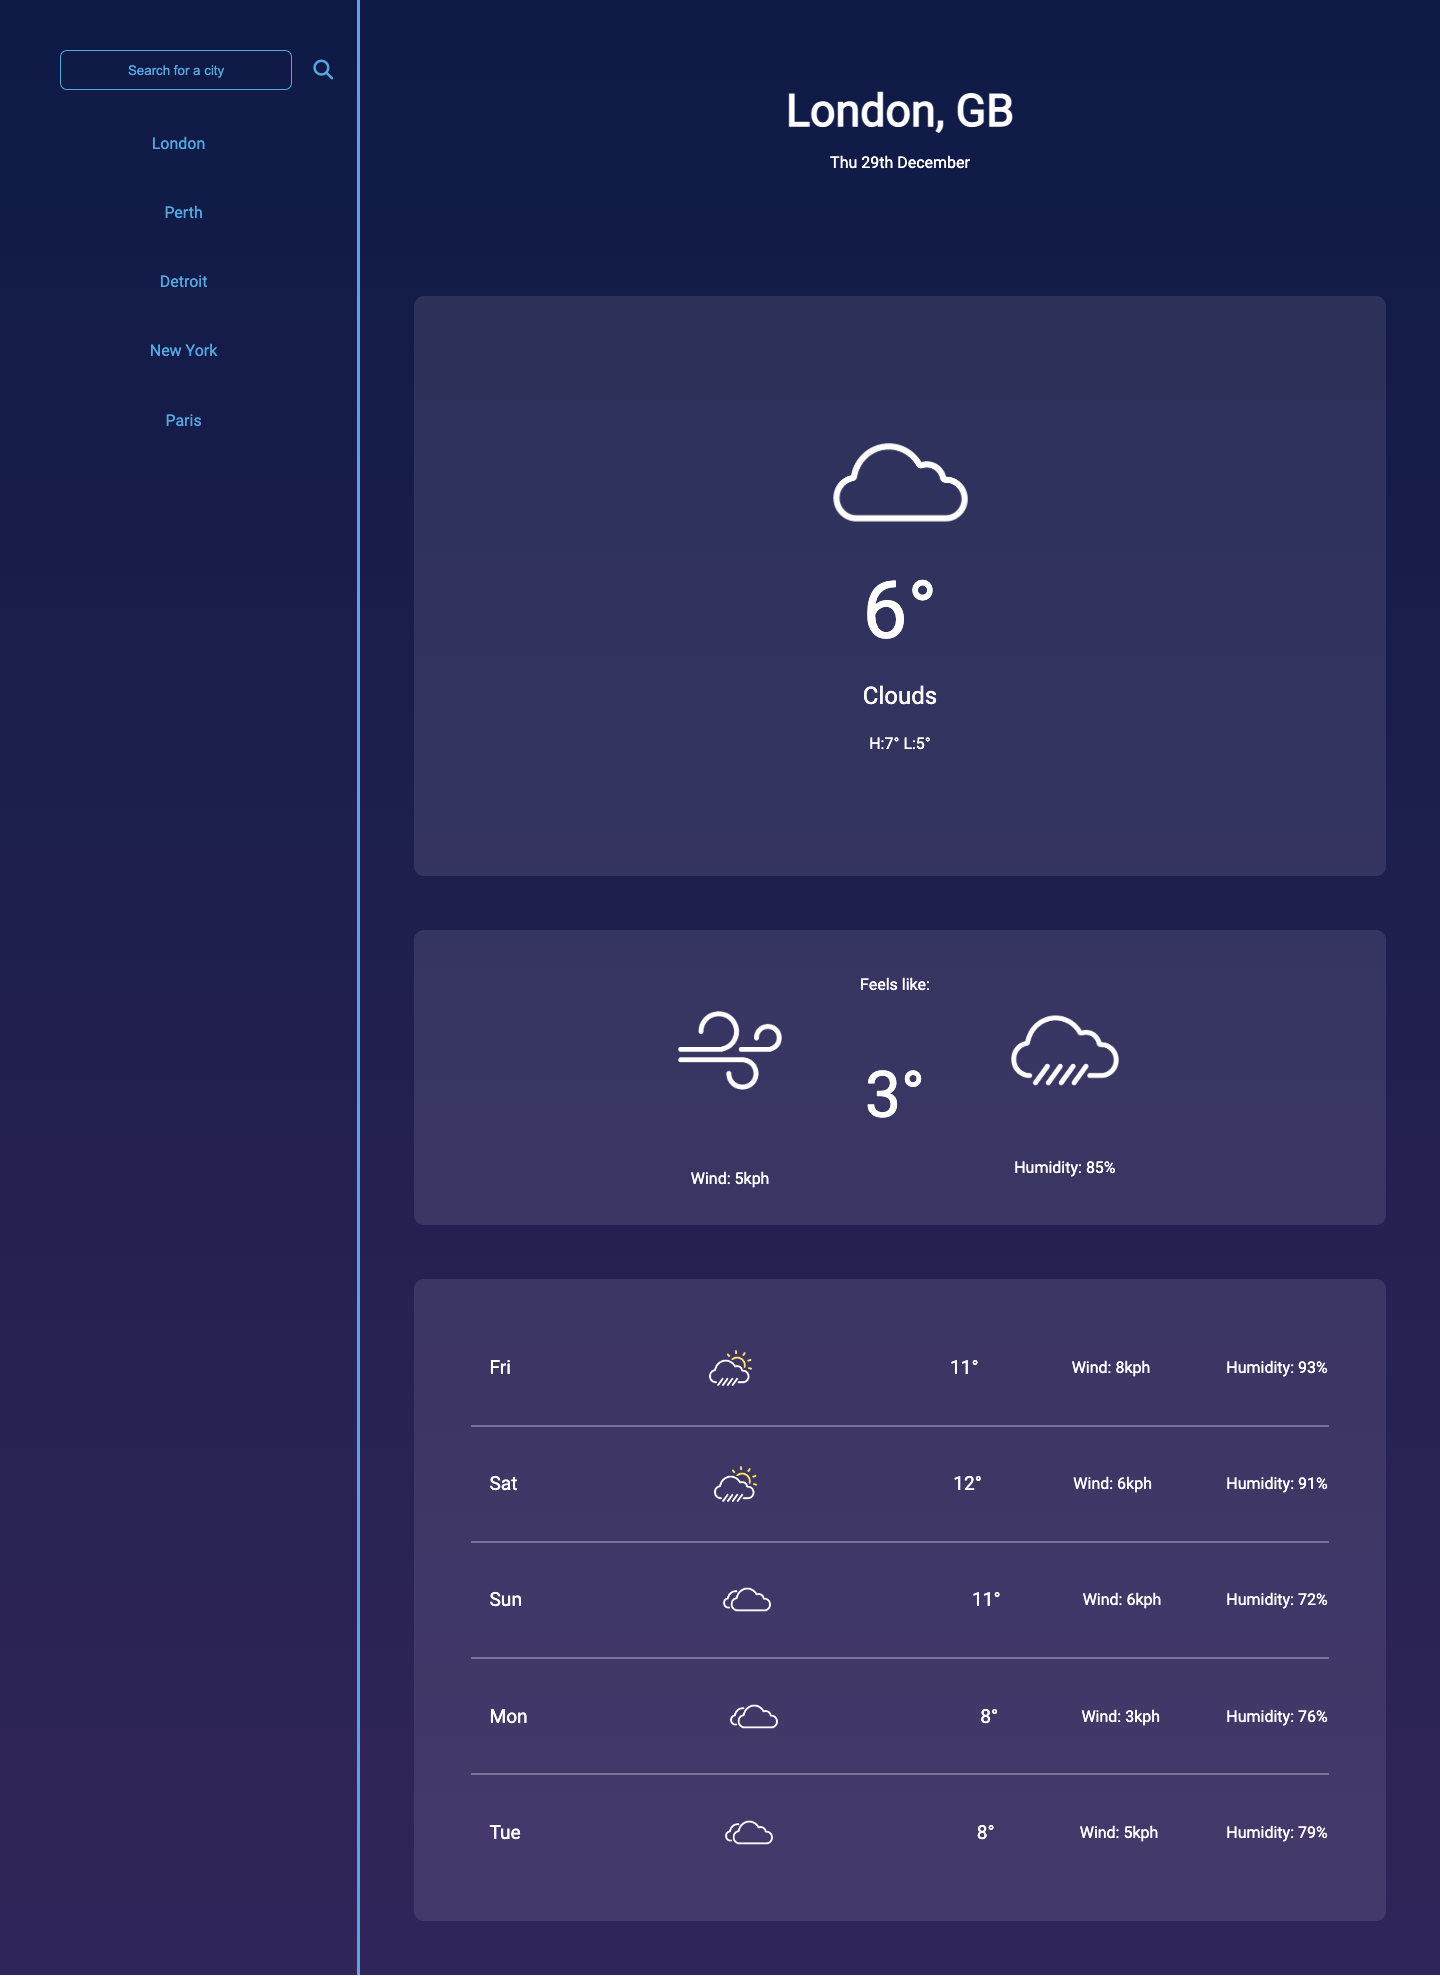 Search for a city
London
Perth
Detroit
New York
Paris
London, GB
Thu 29th December
6°
Clouds
H:7° L:5°
Feels like:
3°
Wind: 5kph
Humidity: 85%
Fri 11° Wind: 8kph Humidity: 93%
Sat 12° Wind: 6kph Humidity: 91%
Sun 11° Wind: 6kph Humidity: 72%
Mon 8° Wind: 3kph Humidity: 76%
Tue 8° Wind: 5kph Humidity: 79%